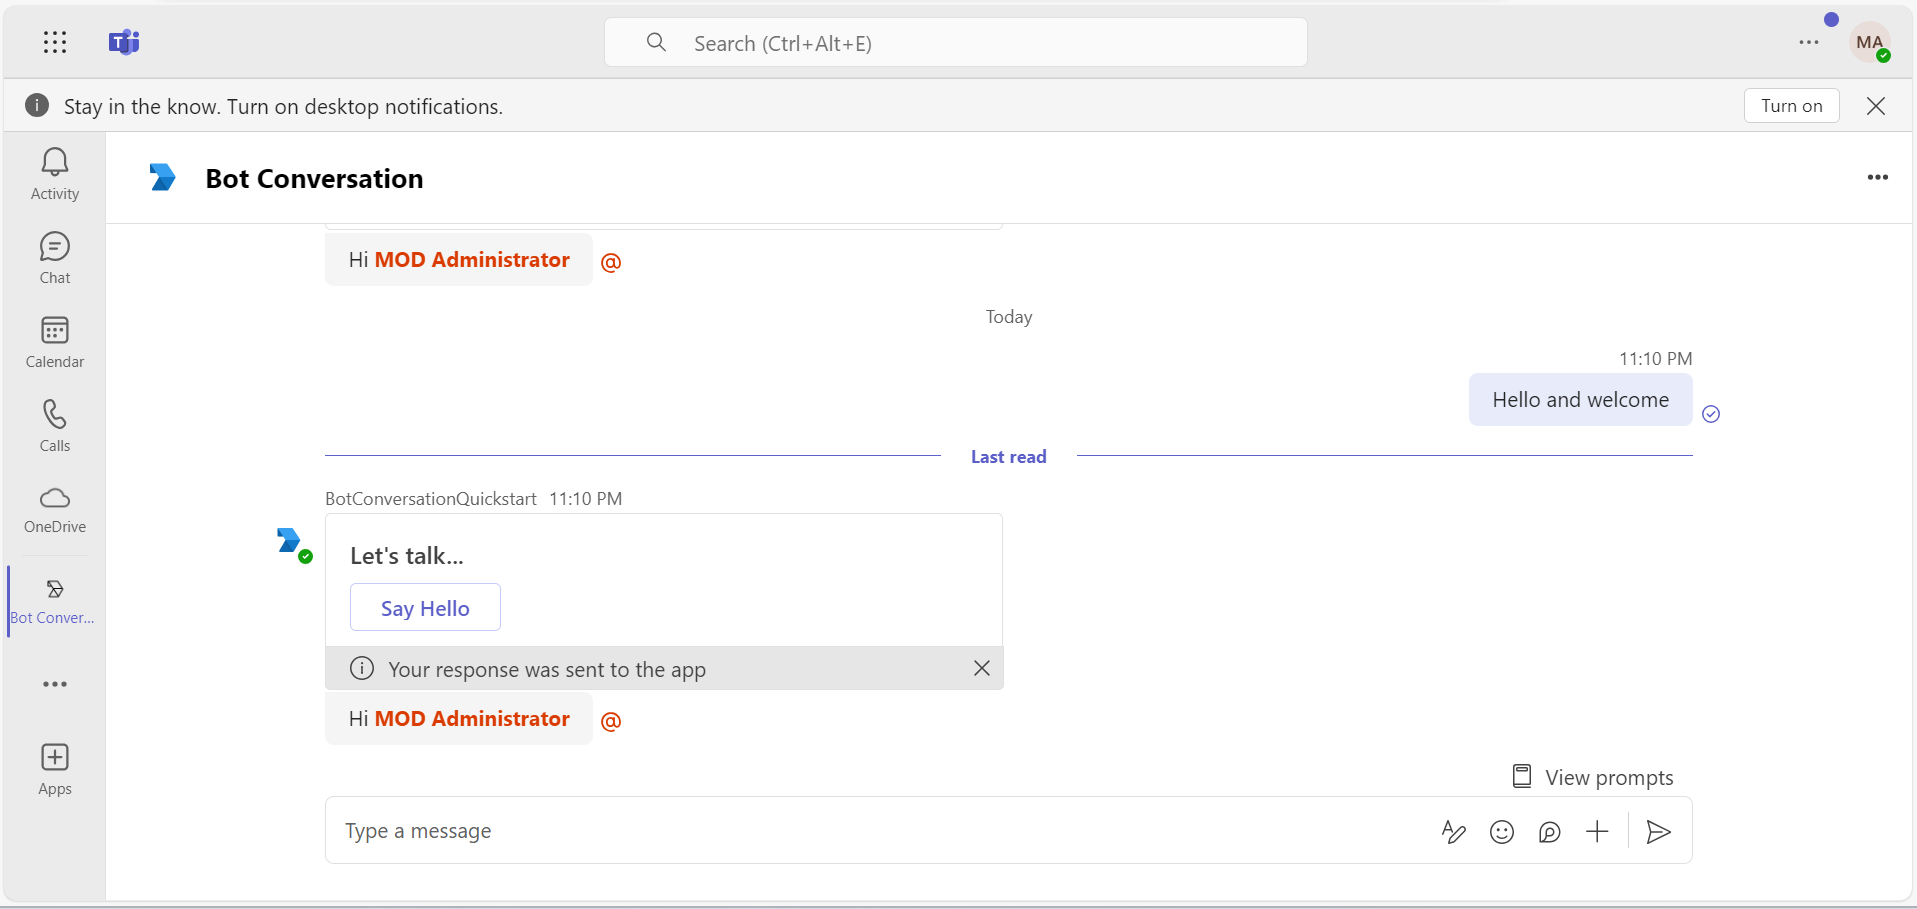 Search (Ctrl+Alt+E)
MA
Stay in the know. Turn on desktop notifications.
Turn on
Activity
Chat
Calendar
Calls
OneDrive
Bot Conver...
Apps
Bot Conversation
Hi MOD Administrator @
Today
11:10 PM
Hello and welcome
Last read
BotConversationQuickstart 11:10 PM
Let's talk...
Say Hello
Your response was sent to the app
Hi MOD Administrator @
View prompts
Type a message